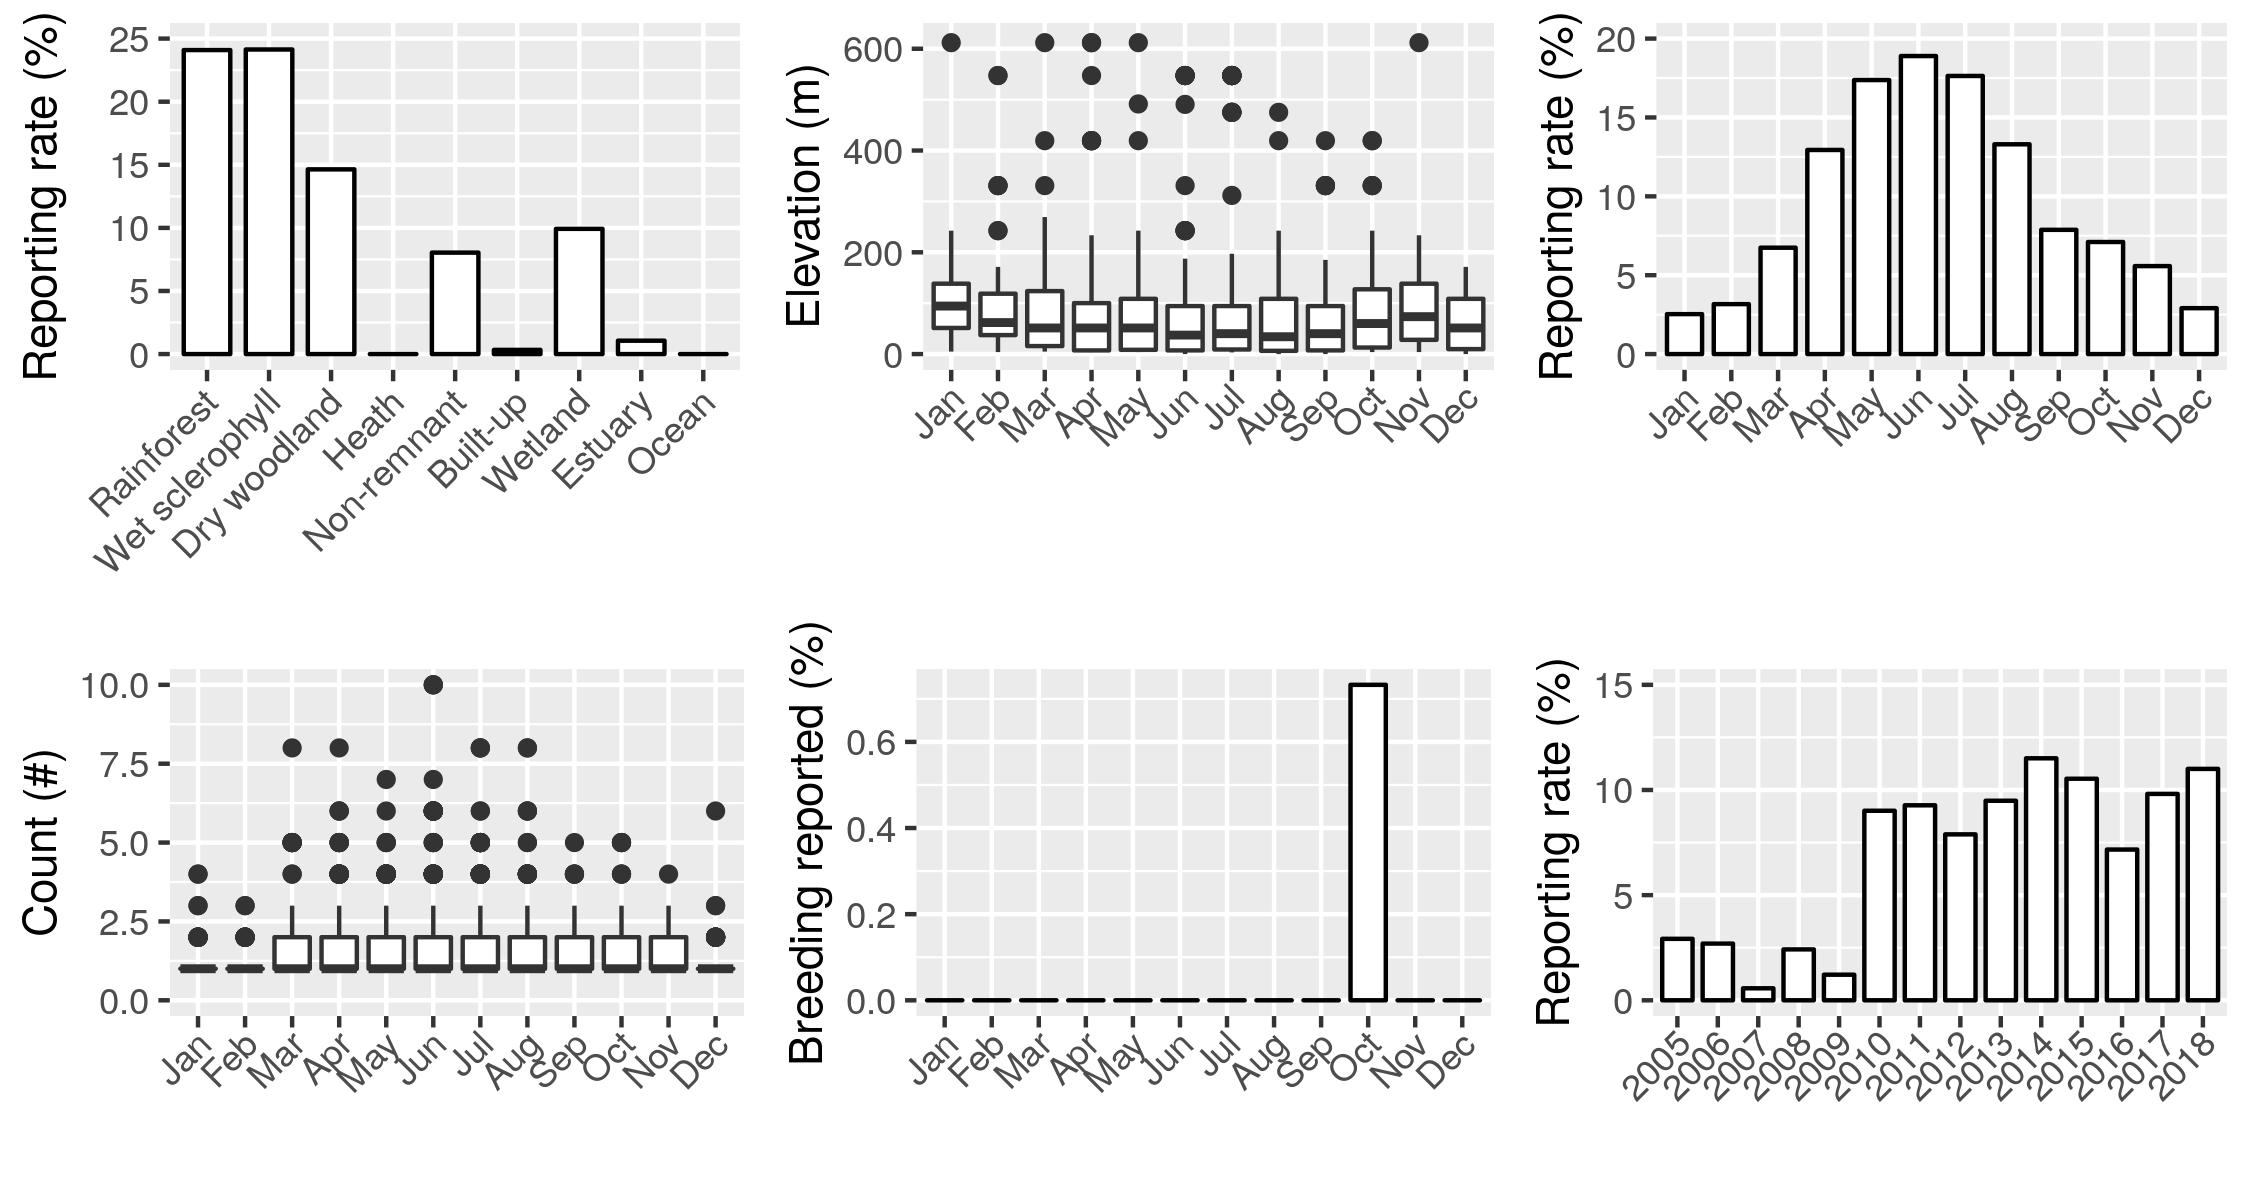 Reporting rate (%)
25
20
15
10
5
0
Rainforest
Wet sclerophyll
Dry woodland
Heath
Non-remnant
Built-up
Wetland
Estuary
Ocean
Elevation (m)
600
400
200
0
Jan
Feb
Mar
Apr
May
Jun
Jul
Aug
Sep
Oct
Nov
Dec
Reporting rate (%)
20
15
10
5
0
Jan
Feb
Mar
Apr
May
Jun
Jul
Aug
Sep
Oct
Nov
Dec
Count (#)
10.0
7.5
5.0
2.5
0.0
Jan
Feb
Mar
Apr
May
Jun
Jul
Aug
Sep
Oct
Nov
Dec
Breeding reported (%)
0.6
0.4
0.2
0.0
Jan
Feb
Mar
Apr
May
Jun
Jul
Aug
Sep
Oct
Nov
Dec
Reporting rate (%)
15
10
5
0
2005
2006
2007
2008
2009
2010
2011
2012
2013
2014
2015
2016
2017
2018